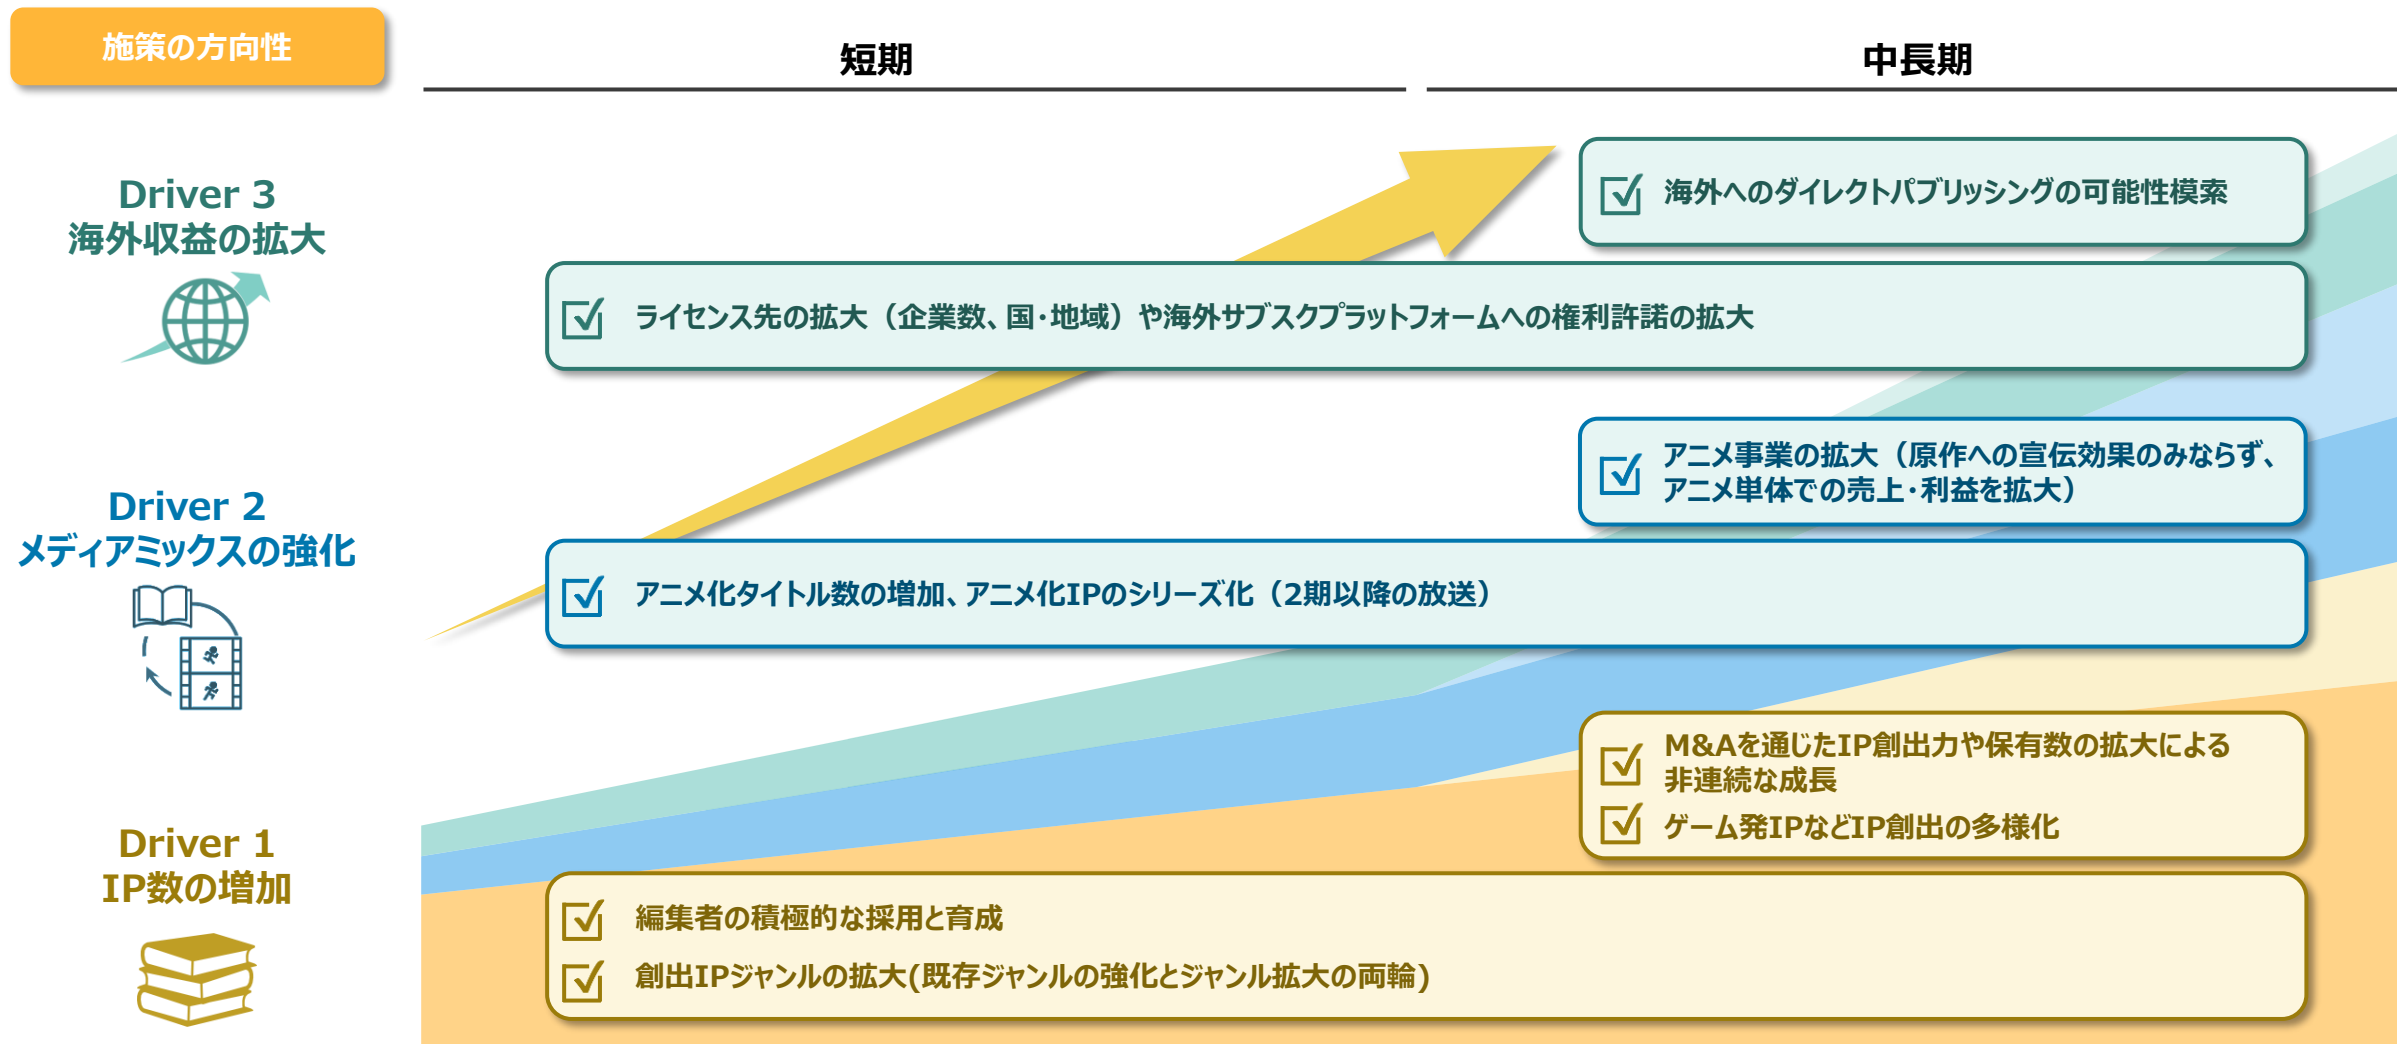 施策の方向性
短期
中長期
Driver 3
海外収益の拡大
海外へのダイレクトパブリッシングの可能性模索
ライセンス先の拡大（企業数、国・地域）や海外サブスクプラットフォームへの権利許諾の拡大
Driver 2
メディアミックスの強化
アニメ事業の拡大（原作への宣伝効果のみならず、
アニメ単体での売上・利益を拡大）
アニメ化タイトル数の増加、アニメ化IPのシリーズ化（2期以降の放送）
Driver 1
IP数の増加
M&Aを通じたIP創出力や保有数の拡大による
非連続な成長
ゲーム発IPなどIP創出の多様化
編集者の積極的な採用と育成
創出IPジャンルの拡大(既存ジャンルの強化とジャンル拡大の両輪)